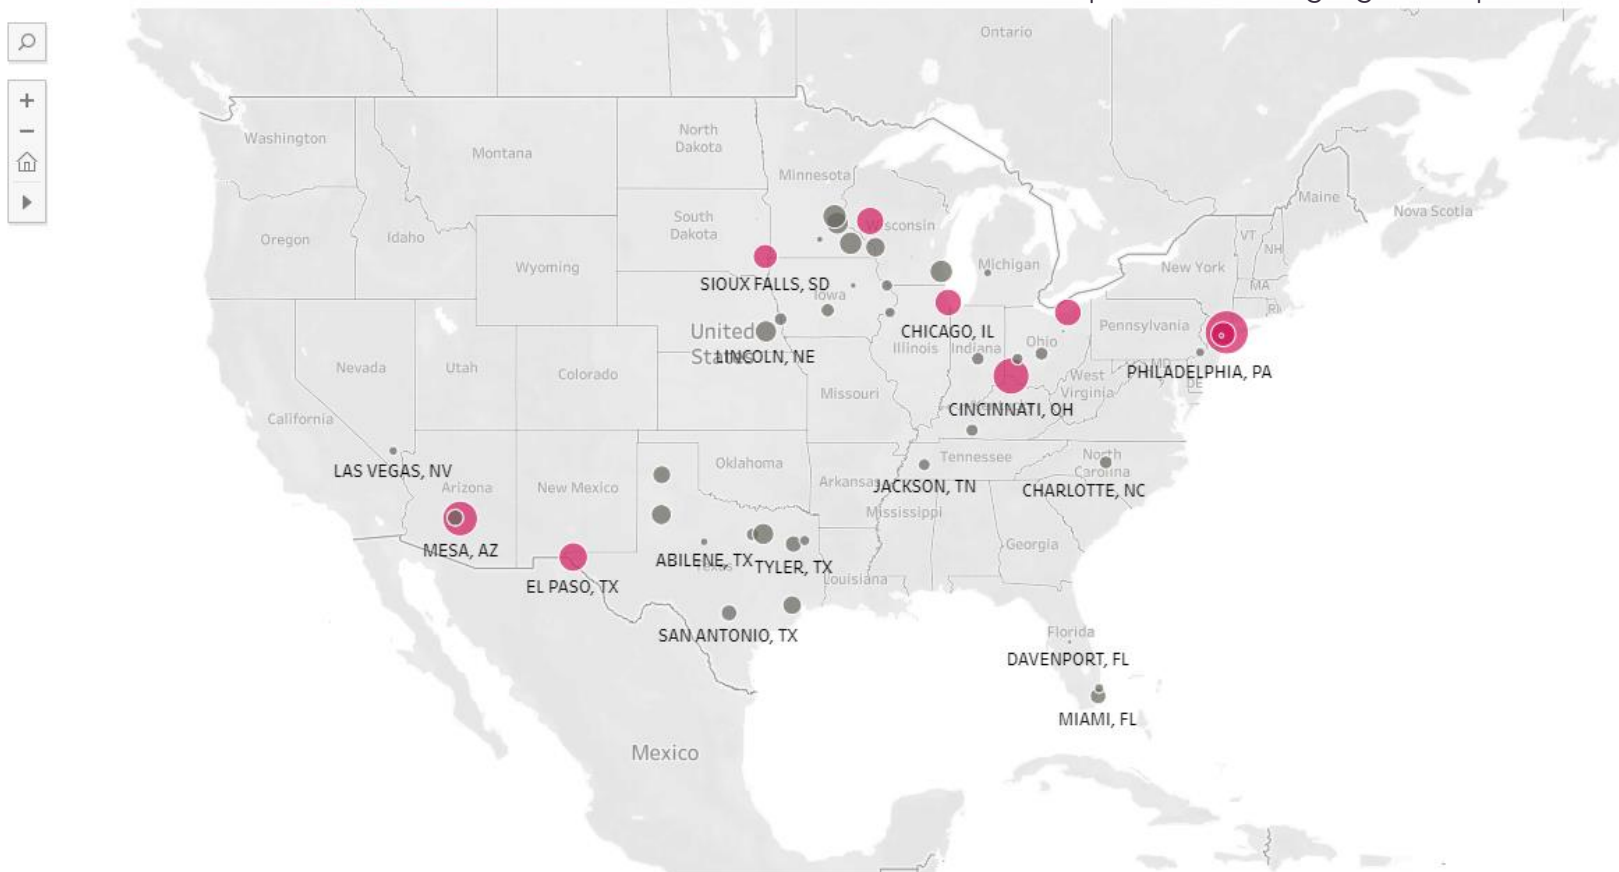 Ontario
Washington
Montana
North
Dakota
Minnesota
Maine
Nova Scotia
Oregon
Idaho
South
Dakota
Wisconsin
VT
NH
Wyoming
Michigan
New York
SIOUX FALLS, SD
MA
Iowa
RI
United
States
CHICAGO, IL
Pennsylvania
LINCOLN, NE
Illinois
Indiana
Ohio
Nevada
Utah
Colorado
MD
PHILADELPHIA, PA
DE
West
Virginia
Missouri
California
CINCINNATI, OH
LAS VEGAS, NV
Oklahoma
Tennessee
North
Carolina
Arizona
New Mexico
Arkansas
JACKSON, TN
CHARLOTTE, NC
Mississippi
MESA, AZ
Georgia
ABILENE, TX
TYLER, TX
Texas
Louisiana
EL PASO, TX
SAN ANTONIO, TX
Florida
DAVENPORT, FL
MIAMI, FL
Mexico